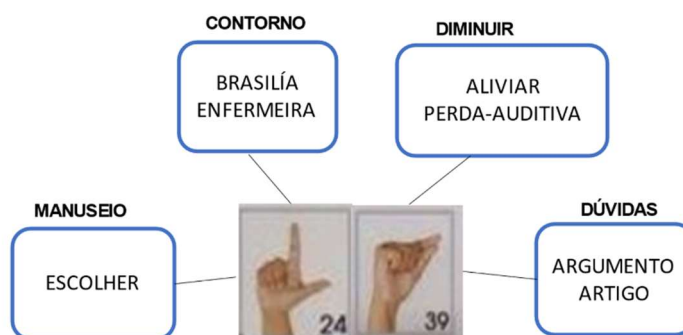 CONTORNO
BRASILÍA
ENFERMEIRA
DIMINUIR
ALIVIAR
PERDA-AUDITIVA
MANUSEIO
ESCOLHER
24
39
DÚVIDAS
ARGUMENTO
ARTIGO